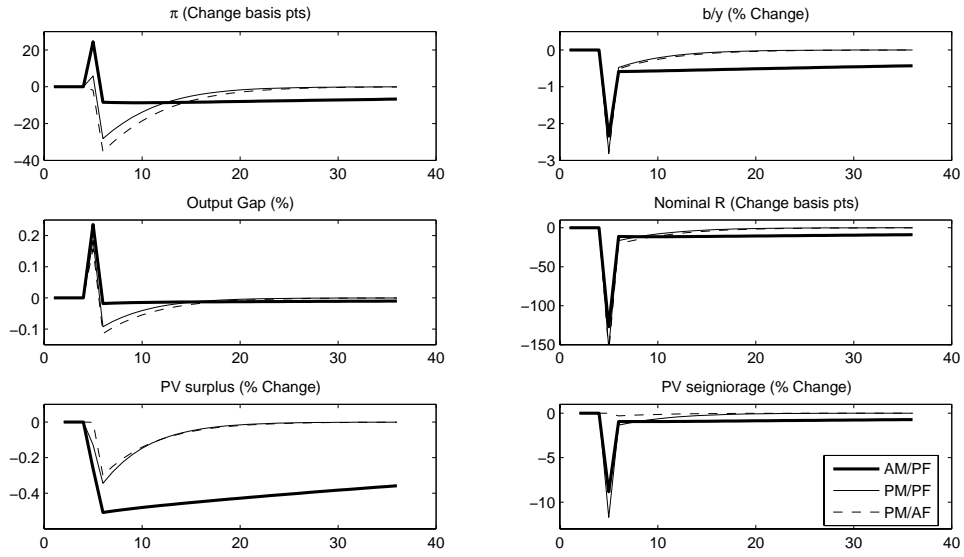 π (Change basis pts)
20
0
−20
−40
0 10 20 30 40
b/y (% Change)
0
−1
−2
−3
0 10 20 30 40
Output Gap (%)
0.2
0.1
0
−0.1
0 10 20 30 40
Nominal R (Change basis pts)
0
−50
−100
−150
0 10 20 30 40
PV surplus (% Change)
0
−0.2
−0.4
0 10 20 30 40
PV seigniorage (% Change)
0
−5
−10
0 10 20 30 40
AM/PF
PM/PF
PM/AF